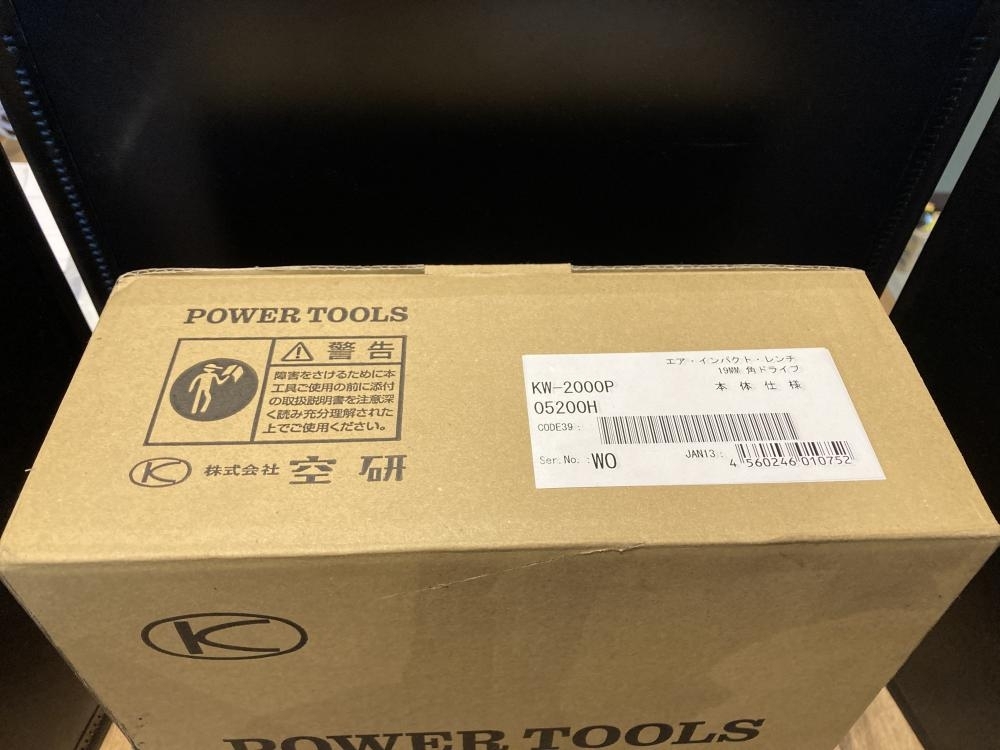 POWER TOOLS
警告
障害をさけるために本
工具ご使用の前に添付
の取扱説明書を注意深
く読み充分理解された
上でご使用ください。
K 株式会社 空研
エア・インパクト・レンチ
19MM 角ドライブ
KW-2000P 本体仕様
05200H
CODE39 :
Ser.No. : WO JAN13 : 4 560246 010752
K
POWER TOOLS